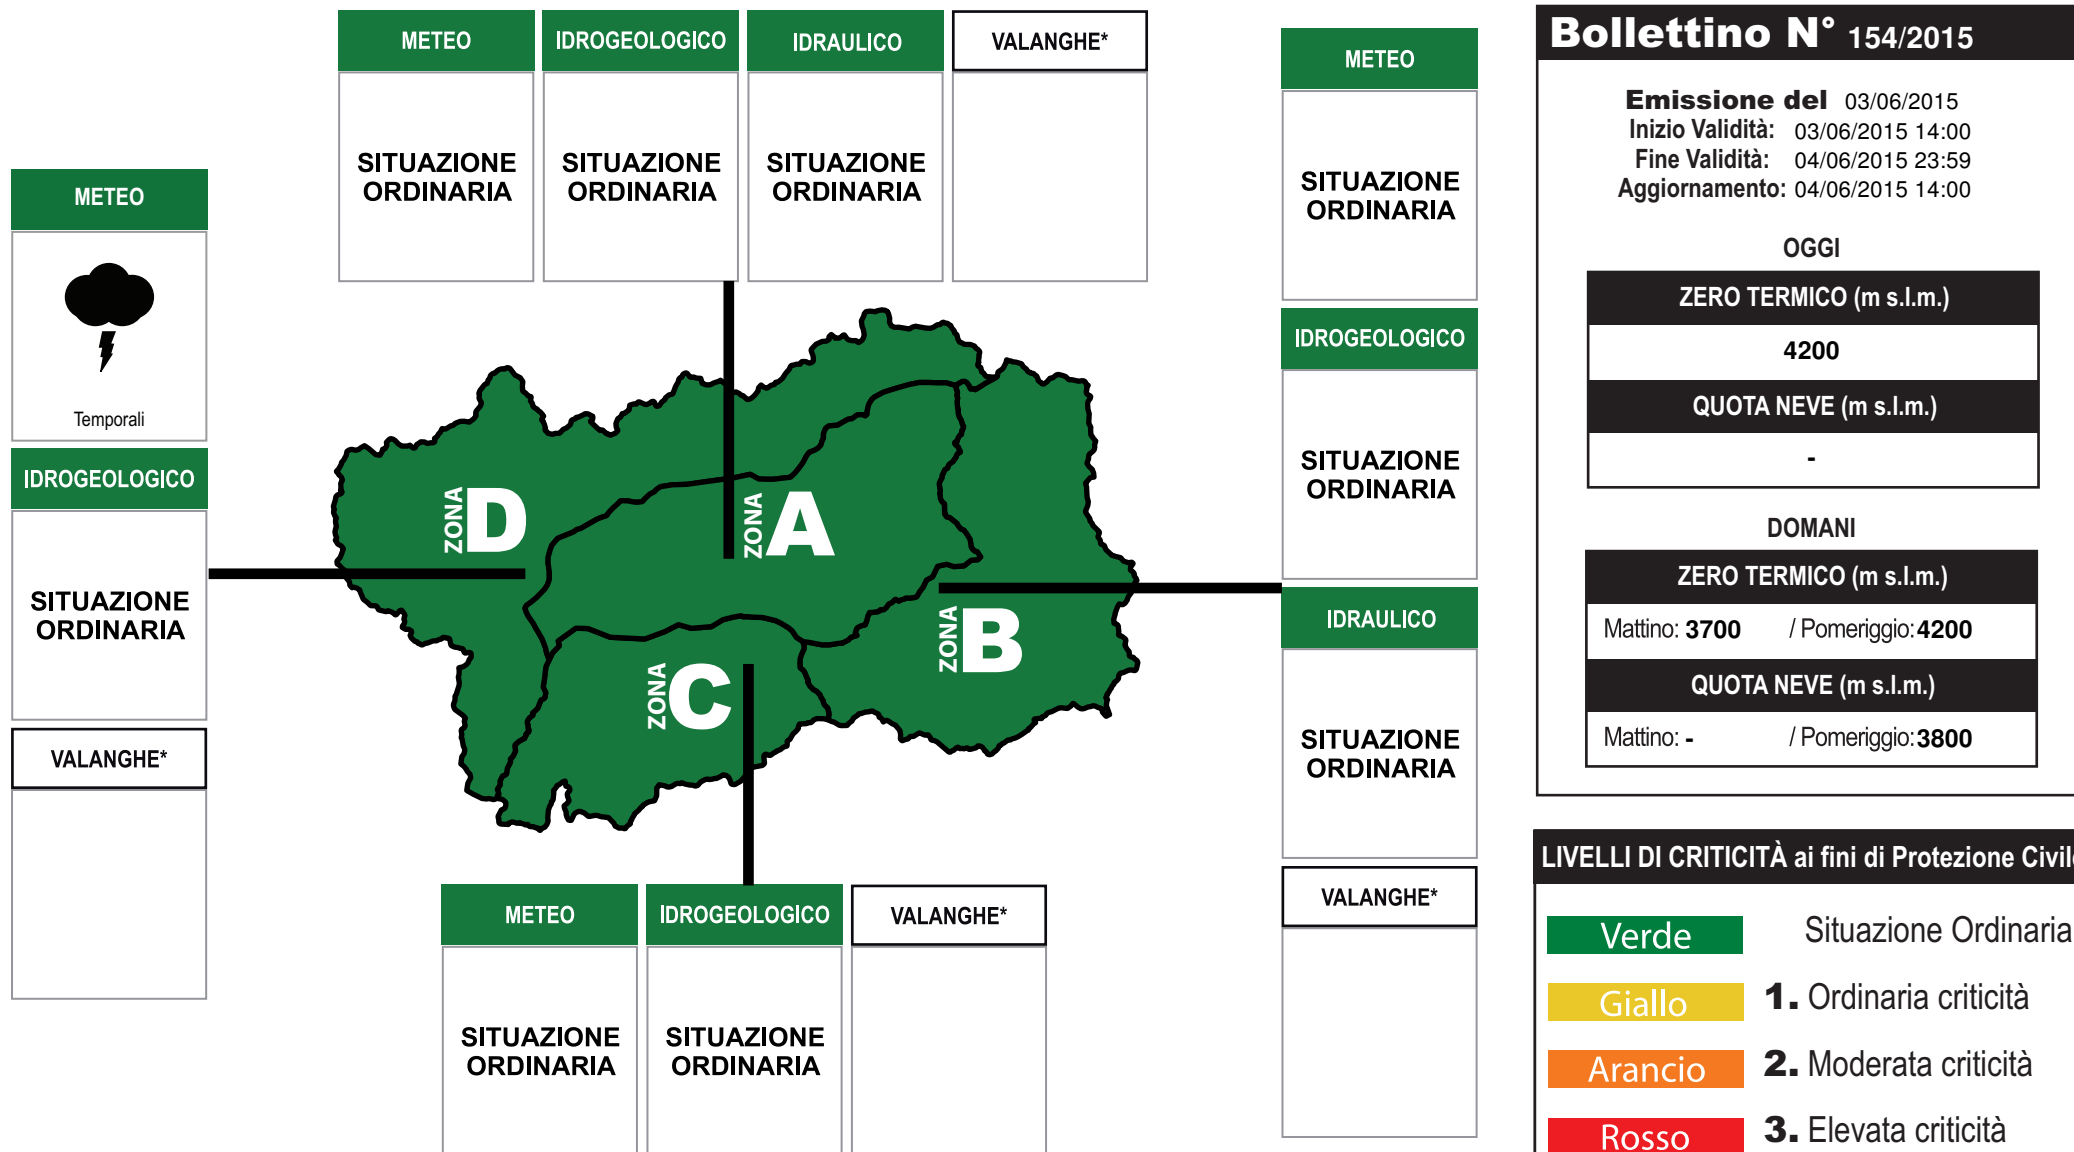 METEO
IDROGEOLOGICO
IDRAULICO
VALANGHE*
SITUAZIONE
ORDINARIA
SITUAZIONE
ORDINARIA
SITUAZIONE
ORDINARIA
METEO
Temporali
IDROGEOLOGICO
SITUAZIONE
ORDINARIA
VALANGHE*
ZONA D
ZONA A
ZONA B
ZONA C
METEO
SITUAZIONE
ORDINARIA
IDROGEOLOGICO
SITUAZIONE
ORDINARIA
IDRAULICO
SITUAZIONE
ORDINARIA
VALANGHE*
METEO
IDROGEOLOGICO
VALANGHE*
SITUAZIONE
ORDINARIA
SITUAZIONE
ORDINARIA
Bollettino N° 154/2015
Emissione del 03/06/2015
Inizio Validità: 03/06/2015 14:00
Fine Validità: 04/06/2015 23:59
Aggiornamento: 04/06/2015 14:00
OGGI
ZERO TERMICO (m s.l.m.)
4200
QUOTA NEVE (m s.l.m.)
-
DOMANI
ZERO TERMICO (m s.l.m.)
Mattino: 3700 / Pomeriggio: 4200
QUOTA NEVE (m s.l.m.)
Mattino: - / Pomeriggio: 3800
LIVELLI DI CRITICITÀ ai fini di Protezione Civile
Verde Situazione Ordinaria
Giallo 1. Ordinaria criticità
Arancio 2. Moderata criticità
Rosso 3. Elevata criticità